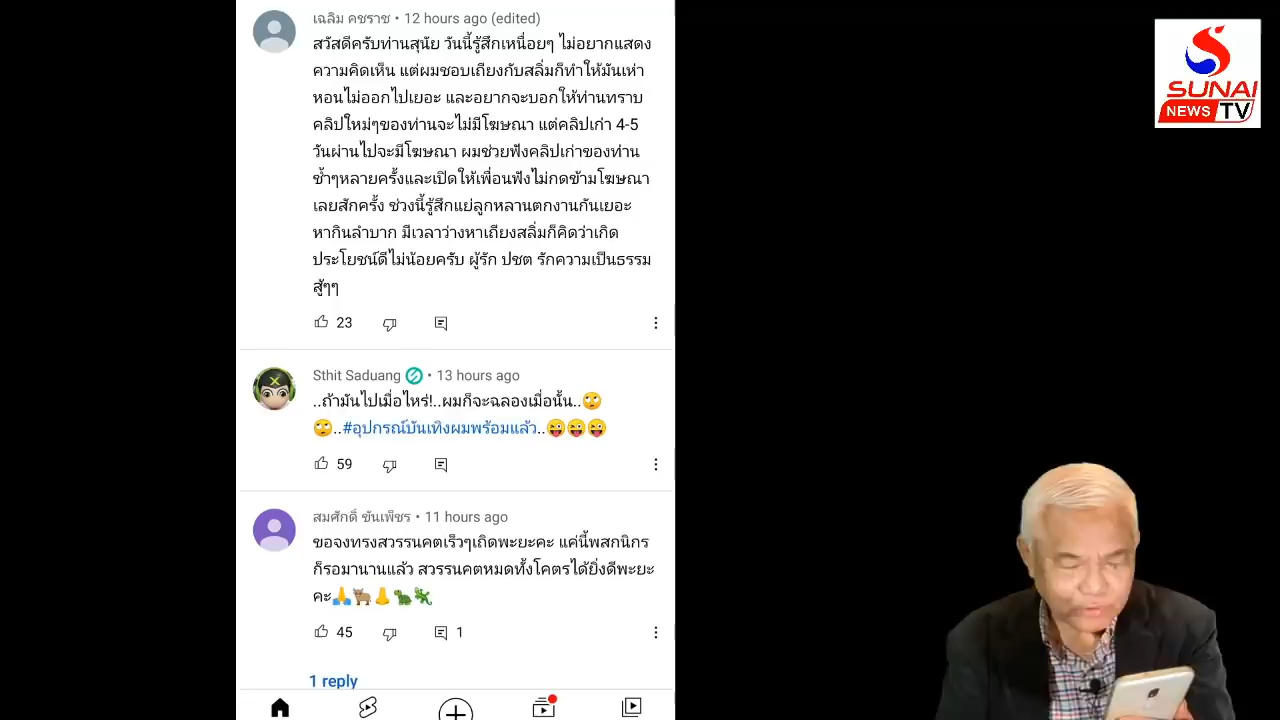 เฉลิม คชราช • 12 hours ago (edited)
สวัสดีครับท่านสุนัย วันนี้รู้สึกเหนื่อยๆ ไม่อยากแสดง
ความคิดเห็น แต่ผมชอบเถียงกับสลิ่มก็ทำให้มันเห่า
หอนไม่ออกไปเยอะ และอยากจะบอกให้ท่านทราบ
คลิปใหม่ๆของท่านจะไม่มีโฆษณา แต่คลิปเก่า 4-5
วันผ่านไปจะมีโฆษณา ผมช่วยฟังคลิปเก่าของท่าน
ซ้ำๆหลายครั้งและเปิดให้เพื่อนฟังไม่กดข้ามโฆษณา
เลยสักครั้ง ช่วงนี้รู้สึกแย่ลูกหลานตกงานกันเยอะ
หากินลำบาก มีเวลาว่างหาเถียงสลิ่มก็คิดว่าเกิด
ประโยชน์ดีไม่น้อยครับ ผู้รัก ปชต รักความเป็นธรรม
สู้ๆๆ
23
Sthit Saduang • 13 hours ago
..ถ้ามันไปเมื่อไหร่!..ผมก็จะฉลองเมื่อนั้น..🙄
🙄..#อุปกรณ์บันเทิงผมพร้อมแล้ว..😜😜😜
59
สมศักดิ์ ขันเพ็ชร • 11 hours ago
ขอจงทรงสวรรนคตเร็วๆเถิดพะยะคะ แค่นี้พสกนิกร
ก็รอมานานแล้ว สวรรนคตหมดทั้งโคตรได้ยิ่งดีพะยะ
คะ🙏🐂👃🐢🦎
45 1
1 reply
SUNAI
NEWS TV